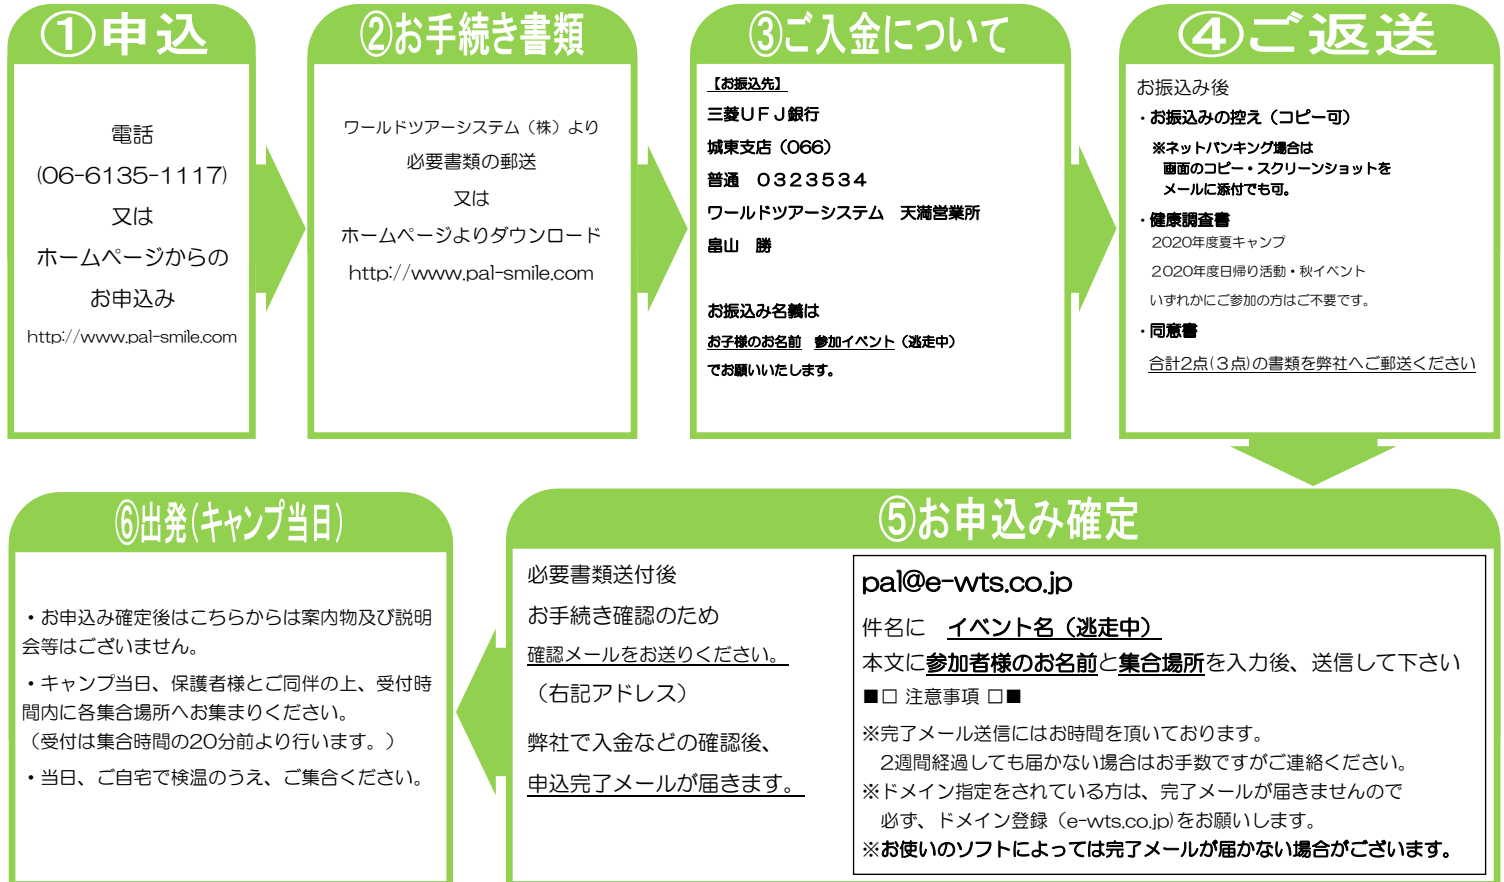 ①申込
電話
(06-6135-1117)
又は
ホームページからの
お申込み
http://www.pal-smile.com
②お手続き書類
ワールドツアーシステム（株）より
必要書類の郵送
又は
ホームページよりダウンロード
http://www.pal-smile.com
③ご入金について
【お振込先】
三菱ＵＦＪ銀行
城東支店（066）
普通　０３２３５３４
ワールドツアーシステム　天満営業所
畠山　勝
お振込み名義は
お子様のお名前　参加イベント（逃走中）
でお願いいたします。
④ご返送
お振込み後
・お振込みの控え（コピー可）
※ネットバンキング場合は
画面のコピー・スクリーンショットを
メールに添付でも可。
・健康調査書
2020年度夏キャンプ
2020年度日帰り活動・秋イベント
いずれかにご参加の方はご不要です。
・同意書
合計2点(３点)の書類を弊社へご郵送ください
⑤お申込み確定
必要書類送付後
お手続き確認のため
確認メールをお送りください。
（右記アドレス）
弊社で入金などの確認後、
申込完了メールが届きます。
pal@e-wts.co.jp
件名に　イベント名（逃走中）
本文に参加者様のお名前と集合場所を入力後、送信して下さい
■□ 注意事項 □■
※完了メール送信にはお時間を頂いております。
2週間経過しても届かない場合はお手数ですがご連絡ください。
※ドメイン指定をされている方は、完了メールが届きませんので
必ず、ドメイン登録（e-wts.co.jp)をお願いします。
※お使いのソフトによっては完了メールが届かない場合がございます。
⑥出発(キャンプ当日)
・お申込み確定後はこちらからは案内物及び説明
会等はございません。
・キャンプ当日、保護者様とご同伴の上、受付時
間内に各集合場所へお集まりください。
（受付は集合時間の20分前より行います。）
・当日、ご自宅で検温のうえ、ご集合ください。